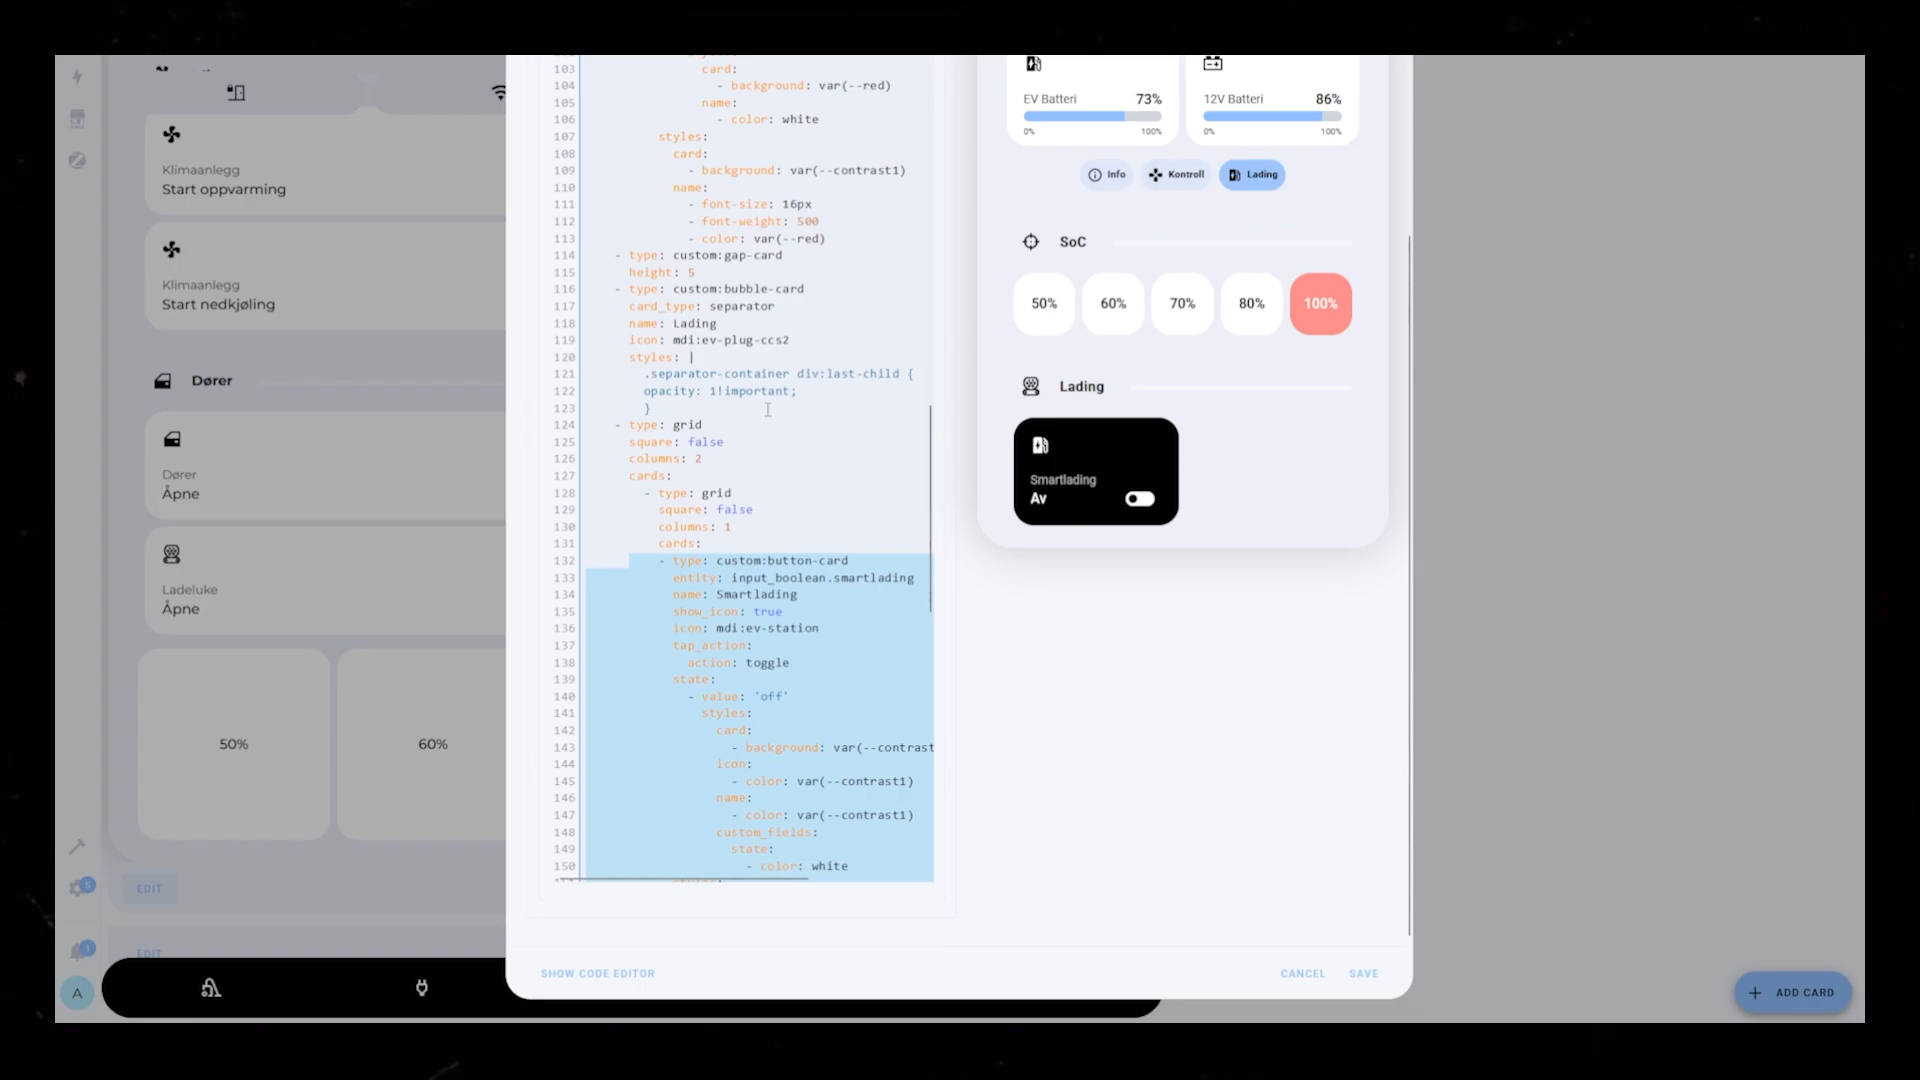 Klimaanlegg
Start oppvarming
Klimaanlegg
Start nedkjøling
Dører
Dører
Åpne
Ladeluke
Åpne
50%
60%
EDIT
EDIT
5
1
A
103 card:
104 - background: var(--red)
105 name:
106 - color: white
107 styles:
108 card:
109 - background: var(--contrast1)
110 name:
111 - font-size: 16px
112 - font-weight: 500
113 - color: var(--red)
114 - type: custom:gap-card
115 height: 5
116 - type: custom:bubble-card
117 card_type: separator
118 name: Lading
119 icon: mdi:ev-plug-ccs2
120 styles: |
121 .separator-container div:last-child {
122 opacity: 1!important;
123 }
124 - type: grid
125 square: false
126 columns: 2
127 cards:
128 - type: grid
129 square: false
130 columns: 1
131 cards:
132 - type: custom:button-card
133 entity: input_boolean.smartlading
134 name: Smartlading
135 show_icon: true
136 icon: mdi:ev-station
137 tap_action:
138 action: toggle
139 state:
140 - value: 'off'
141 styles:
142 card:
143 - background: var(--contrast
144 icon:
145 - color: var(--contrast1)
146 name:
147 - color: var(--contrast1)
148 custom_fields:
149 state:
150 - color: white
SHOW CODE EDITOR
CANCEL SAVE
EV Batteri 73%
0% 100%
12V Batteri 86%
0% 100%
Info Kontroll Lading
SoC
50% 60% 70% 80% 100%
Lading
Smartlading
Av
+ ADD CARD